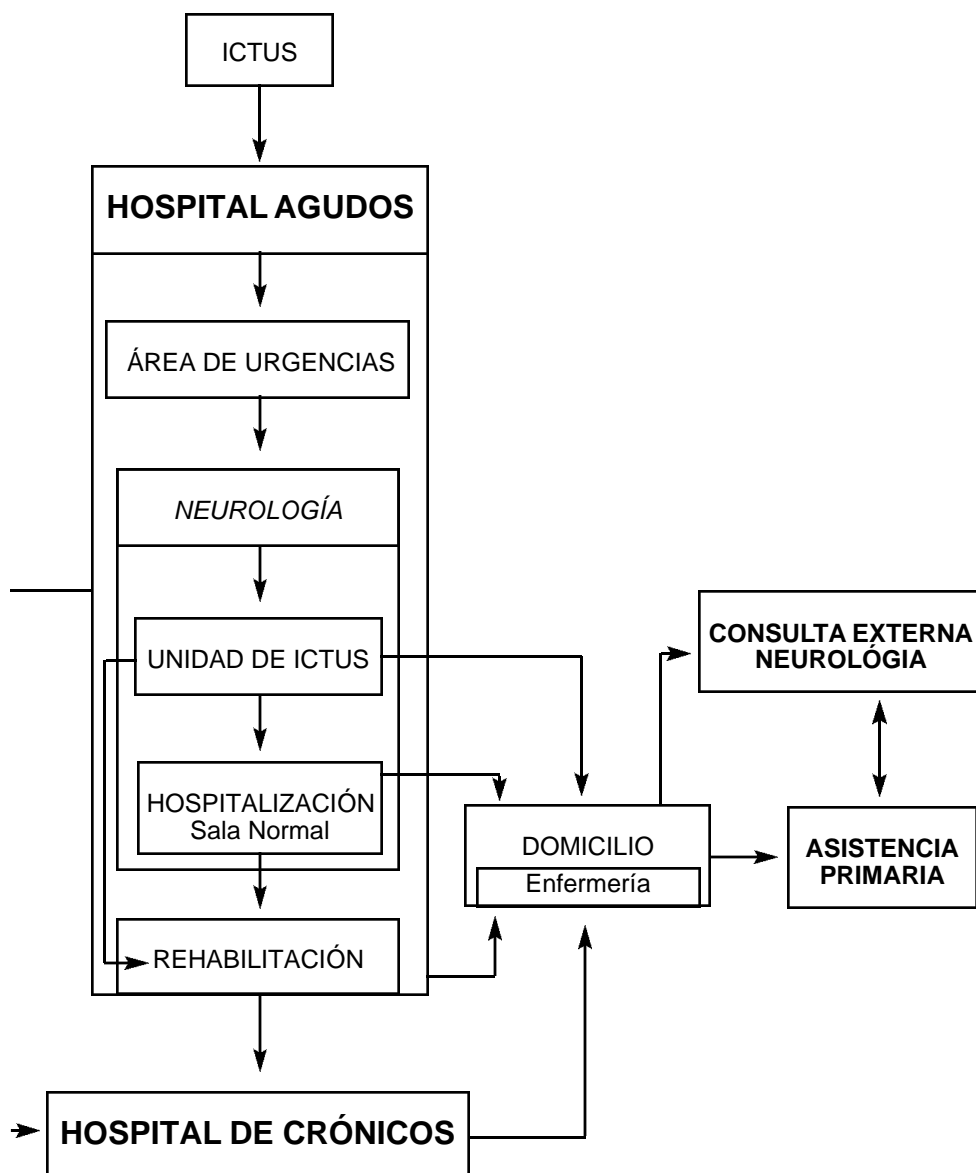 ICTUS
HOSPITAL AGUDOS
ÁREA DE URGENCIAS
NEUROLOGÍA
UNIDAD DE ICTUS
HOSPITALIZACIÓN
Sala Normal
REHABILITACIÓN
HOSPITAL DE CRÓNICOS
DOMICILIO
Enfermería
CONSULTA EXTERNA
NEUROLÓGIA
ASISTENCIA
PRIMARIA